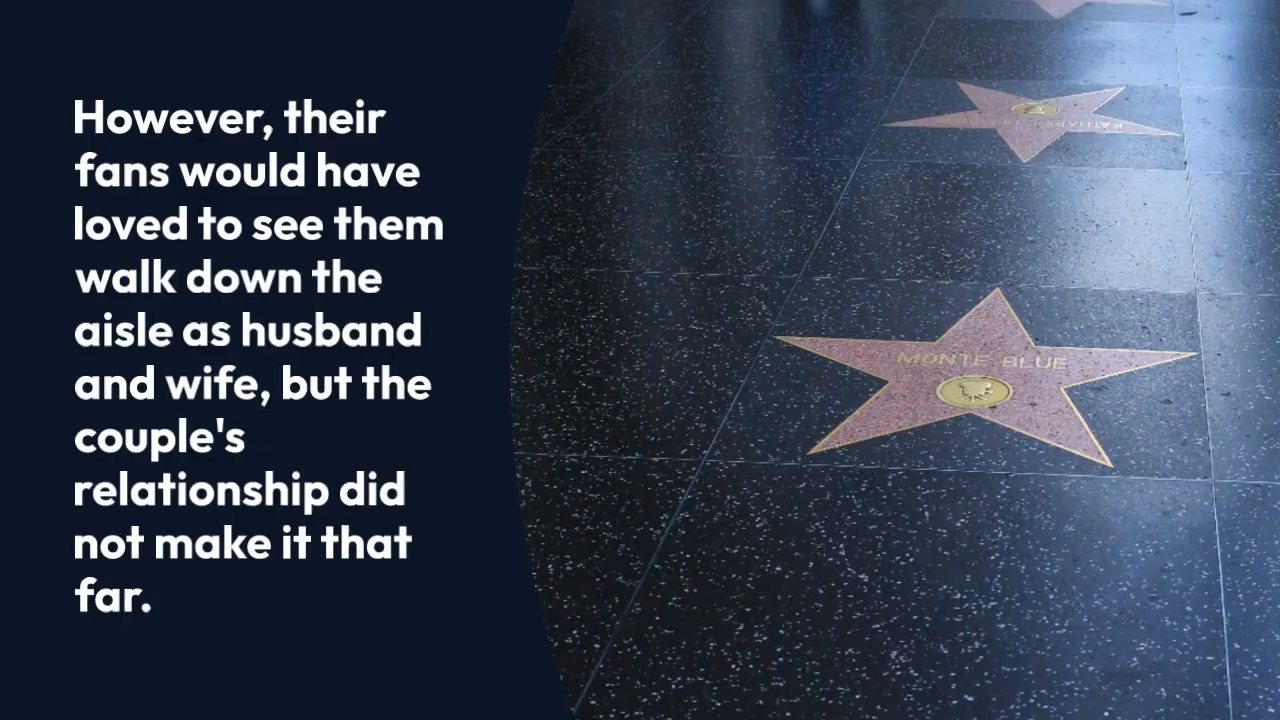 However, their
fans would have
loved to see them
walk down the
aisle as husband
and wife, but the
couple's
relationship did
not make it that
far.
MONTE BLUE